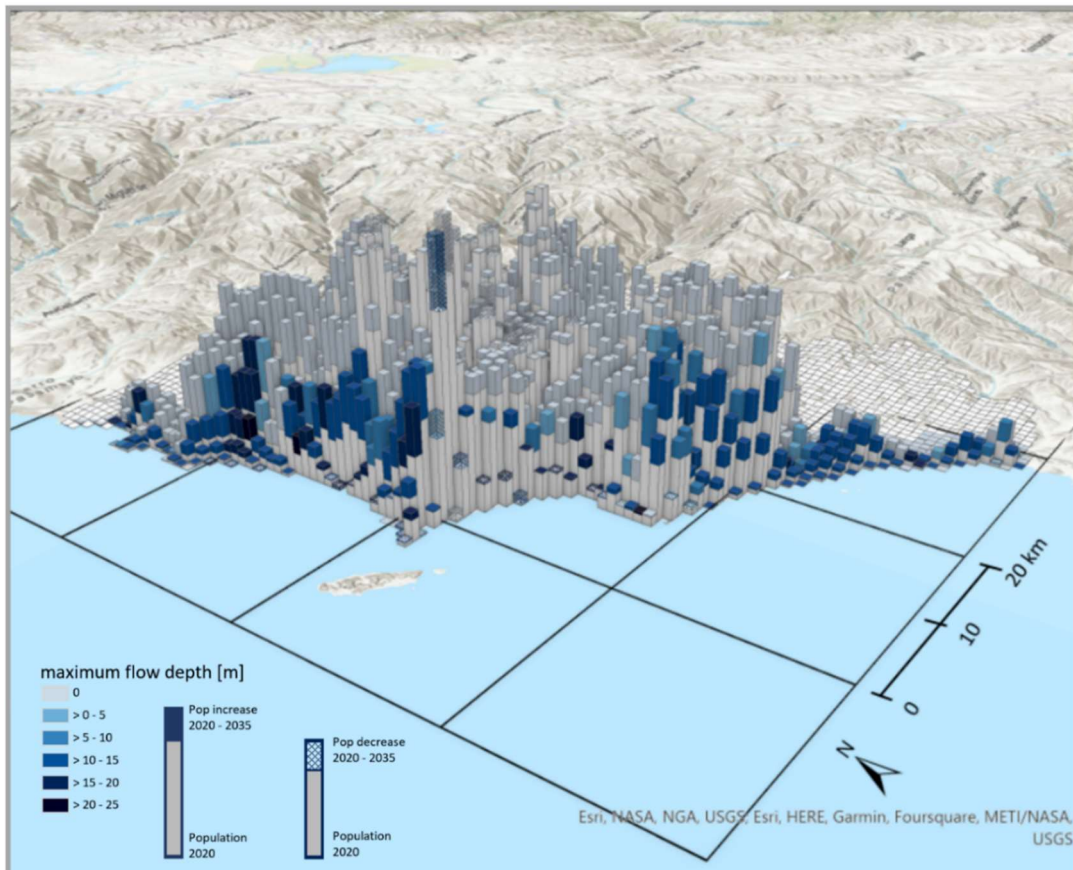 20 km
10
0
N
maximum flow depth [m]
0
> 0 - 5
> 5 - 10
> 10 - 15
> 15 - 20
> 20 - 25
Pop increase
2020 - 2035
Population
2020
Pop decrease
2020 - 2035
Population
2020
Esri, NASA, NGA, USGS, Esri, HERE, Garmin, Foursquare, METI/NASA,
USGS